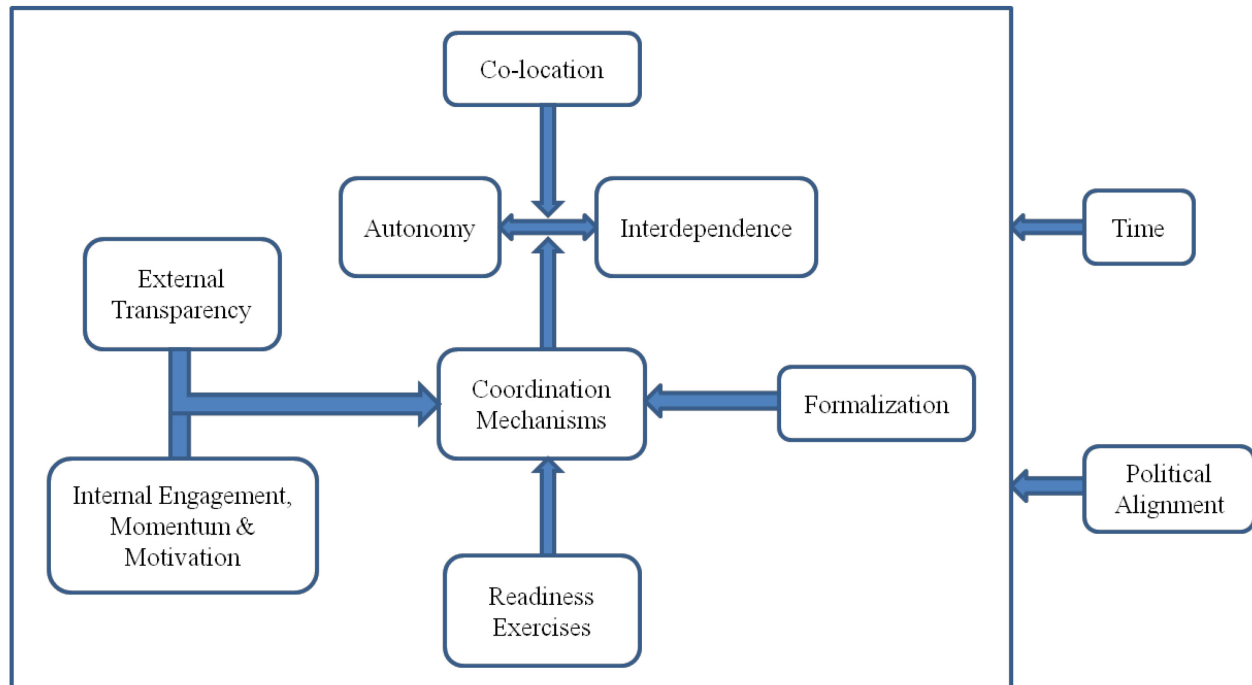 Co-location
Autonomy
Interdependence
Time
External
Transparency
Coordination
Mechanisms
Formalization
Internal Engagement,
Momentum &
Motivation
Political
Alignment
Readiness
Exercises